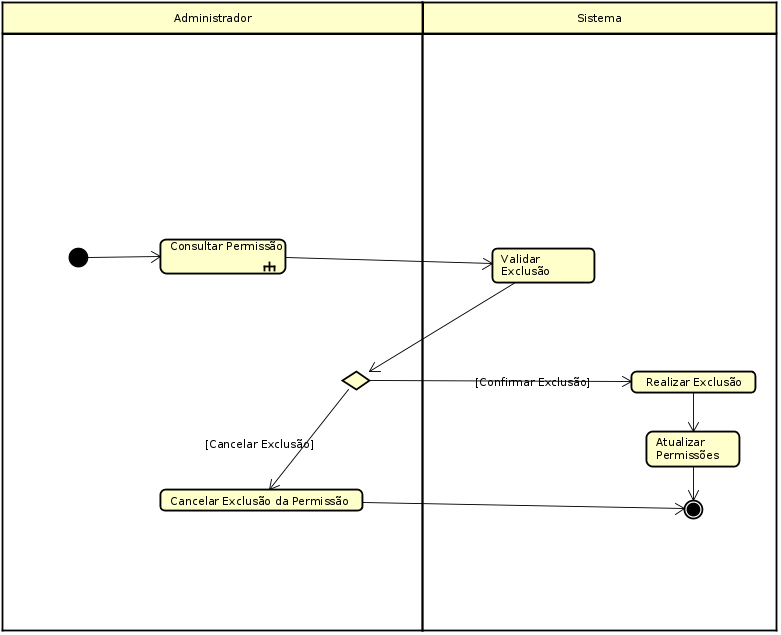 Administrador
Sistema
Consultar Permissão
Validar
Exclusão
[Confirmar Exclusão]
Realizar Exclusão
[Cancelar Exclusão]
Atualizar
Permissões
Cancelar Exclusão da Permissão